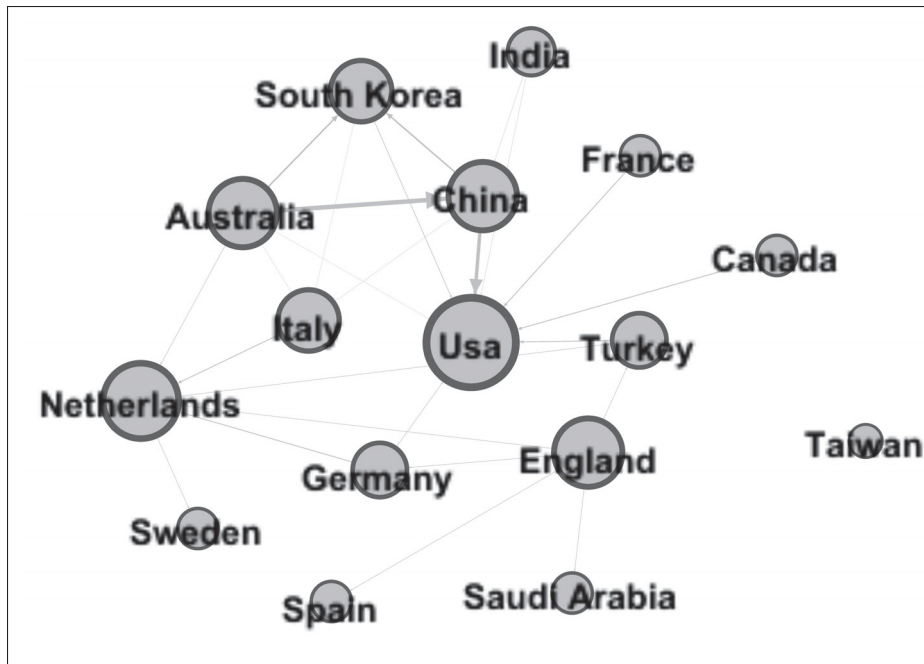 India
South Korea
France
China
Australia
Canada
Italy
Usa
Turkey
Netherlands
Taiwan
England
Germany
Sweden
Spain
Saudi Arabia